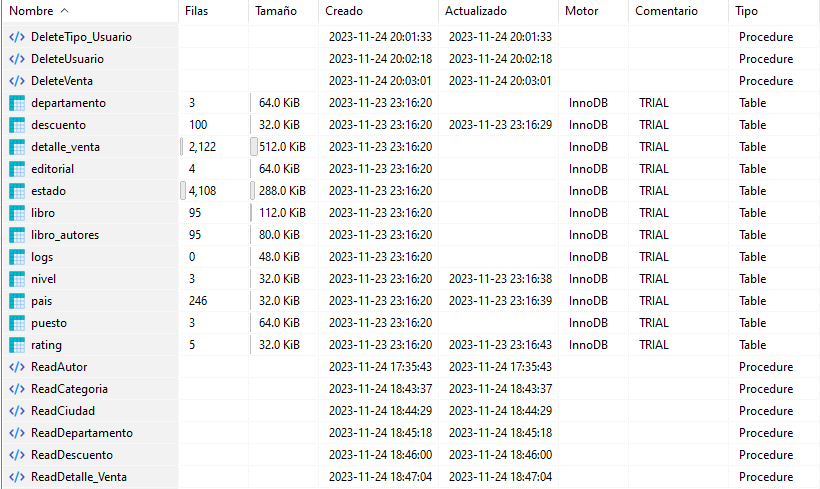 Nombre Filas Tamaño Creado Actualizado Motor Comentario Tipo
DeleteTipo_Usuario 2023-11-24 20:01:33 2023-11-24 20:01:33 Procedure
DeleteUsuario 2023-11-24 20:02:18 2023-11-24 20:02:18 Procedure
DeleteVenta 2023-11-24 20:03:01 2023-11-24 20:03:01 Procedure
departamento 3 64.0 KiB 2023-11-23 23:16:20 InnoDB TRIAL Table
descuento 100 32.0 KiB 2023-11-23 23:16:20 2023-11-23 23:16:29 InnoDB TRIAL Table
detalle_venta 2,122 512.0 KiB 2023-11-23 23:16:20 InnoDB TRIAL Table
editorial 4 64.0 KiB 2023-11-23 23:16:20 InnoDB TRIAL Table
estado 4,108 288.0 KiB 2023-11-23 23:16:20 InnoDB TRIAL Table
libro 95 112.0 KiB 2023-11-23 23:16:20 InnoDB TRIAL Table
libro_autores 95 80.0 KiB 2023-11-23 23:16:20 InnoDB TRIAL Table
logs 0 48.0 KiB 2023-11-23 23:16:20 InnoDB TRIAL Table
nivel 3 32.0 KiB 2023-11-23 23:16:20 2023-11-23 23:16:38 InnoDB TRIAL Table
pais 246 32.0 KiB 2023-11-23 23:16:20 2023-11-23 23:16:39 InnoDB TRIAL Table
puesto 3 64.0 KiB 2023-11-23 23:16:20 InnoDB TRIAL Table
rating 5 32.0 KiB 2023-11-23 23:16:20 2023-11-23 23:16:43 InnoDB TRIAL Table
ReadAutor 2023-11-24 17:35:43 2023-11-24 17:35:43 Procedure
ReadCategoria 2023-11-24 18:43:37 2023-11-24 18:43:37 Procedure
ReadCiudad 2023-11-24 18:44:29 2023-11-24 18:44:29 Procedure
ReadDepartamento 2023-11-24 18:45:18 2023-11-24 18:45:18 Procedure
ReadDescuento 2023-11-24 18:46:00 2023-11-24 18:46:00 Procedure
ReadDetalle_Venta 2023-11-24 18:47:04 2023-11-24 18:47:04 Procedure